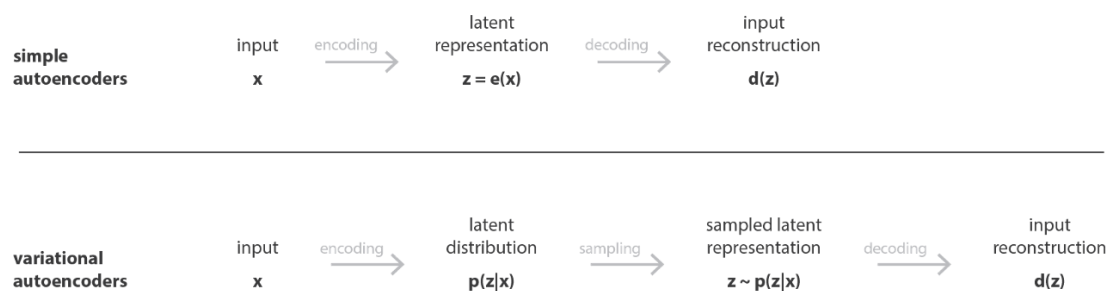 simple
autoencoders
input
x
encoding
latent
representation
z = e(x)
decoding
input
reconstruction
d(z)
variational
autoencoders
input
x
encoding
latent
distribution
p(z|x)
sampling
sampled latent
representation
z ~ p(z|x)
decoding
input
reconstruction
d(z)